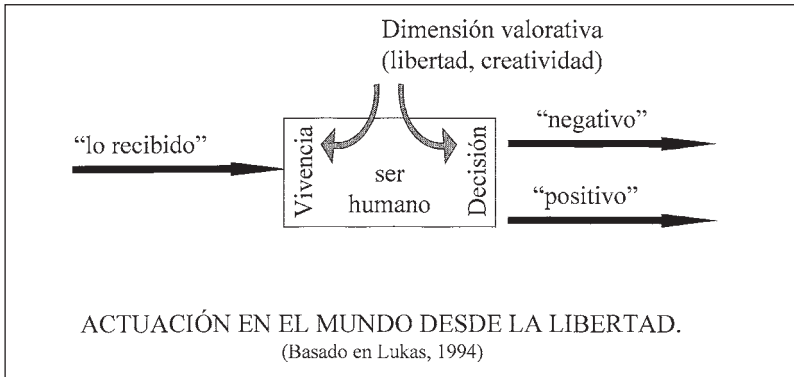 Dimensión valorativa
(libertad, creatividad)
“lo recibido”
Vivencia
ser
humano
Decisión
“negativo”
“positivo”
ACTUACIÓN EN EL MUNDO DESDE LA LIBERTAD.
(Basado en Lukas, 1994)